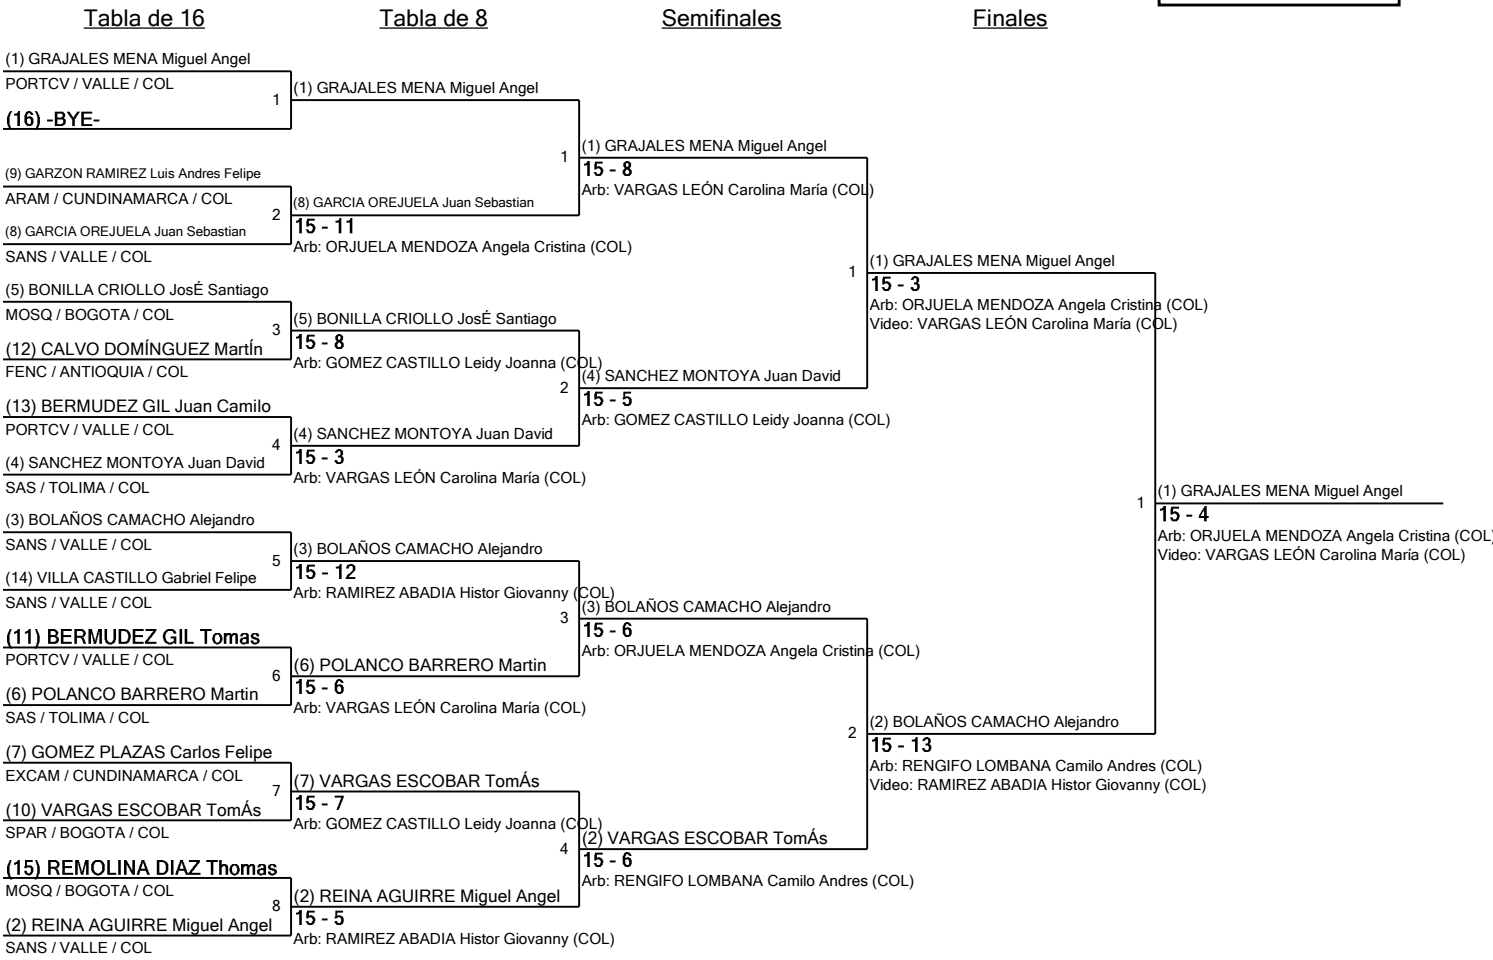 Tabla de 16
Tabla de 8
Semifinales
Finales
(1) GRAJALES MENA Miguel Angel
PORTCV / VALLE / COL
1
(16) -BYE-
(9) GARZON RAMIREZ Luis Andres Felipe
ARAM / CUNDINAMARCA / COL
2
(8) GARCIA OREJUELA Juan Sebastian
SANS / VALLE / COL
(5) BONILLA CRIOLLO JosÉ Santiago
MOSQ / BOGOTA / COL
3
(12) CALVO DOMÍNGUEZ MartÍn
FENC / ANTIOQUIA / COL
(13) BERMUDEZ GIL Juan Camilo
PORTCV / VALLE / COL
4
(4) SANCHEZ MONTOYA Juan David
SAS / TOLIMA / COL
(3) BOLAÑOS CAMACHO Alejandro
SANS / VALLE / COL
5
(14) VILLA CASTILLO Gabriel Felipe
SANS / VALLE / COL
(11) BERMUDEZ GIL Tomas
PORTCV / VALLE / COL
6
(6) POLANCO BARRERO Martin
SAS / TOLIMA / COL
(7) GOMEZ PLAZAS Carlos Felipe
EXCAM / CUNDINAMARCA / COL
7
(10) VARGAS ESCOBAR TomÁs
SPAR / BOGOTA / COL
(15) REMOLINA DIAZ Thomas
MOSQ / BOGOTA / COL
8
(2) REINA AGUIRRE Miguel Angel
SANS / VALLE / COL
(1) GRAJALES MENA Miguel Angel
1
(8) GARCIA OREJUELA Juan Sebastian
15 - 11
Arb: ORJUELA MENDOZA Angela Cristina (COL)
(5) BONILLA CRIOLLO JosÉ Santiago
15 - 8
Arb: GOMEZ CASTILLO Leidy Joanna (COL)
2
(4) SANCHEZ MONTOYA Juan David
15 - 3
Arb: VARGAS LEÓN Carolina María (COL)
(3) BOLAÑOS CAMACHO Alejandro
15 - 12
Arb: RAMIREZ ABADIA Histor Giovanny (COL)
3
(6) POLANCO BARRERO Martin
15 - 6
Arb: VARGAS LEÓN Carolina María (COL)
(7) VARGAS ESCOBAR TomÁs
15 - 7
Arb: GOMEZ CASTILLO Leidy Joanna (COL)
4
(2) REINA AGUIRRE Miguel Angel
15 - 5
Arb: RAMIREZ ABADIA Histor Giovanny (COL)
(1) GRAJALES MENA Miguel Angel
15 - 8
Arb: VARGAS LEÓN Carolina María (COL)
1
(4) SANCHEZ MONTOYA Juan David
15 - 5
Arb: GOMEZ CASTILLO Leidy Joanna (COL)
(3) BOLAÑOS CAMACHO Alejandro
15 - 6
Arb: ORJUELA MENDOZA Angela Cristina (COL)
2
(2) VARGAS ESCOBAR TomÁs
15 - 6
Arb: RENGIFO LOMBANA Camilo Andres (COL)
(1) GRAJALES MENA Miguel Angel
15 - 3
Arb: ORJUELA MENDOZA Angela Cristina (COL)
Video: VARGAS LEÓN Carolina María (COL)
1
(2) BOLAÑOS CAMACHO Alejandro
15 - 13
Arb: RENGIFO LOMBANA Camilo Andres (COL)
Video: RAMIREZ ABADIA Histor Giovanny (COL)
(1) GRAJALES MENA Miguel Angel
15 - 4
Arb: ORJUELA MENDOZA Angela Cristina (COL)
Video: VARGAS LEÓN Carolina María (COL)